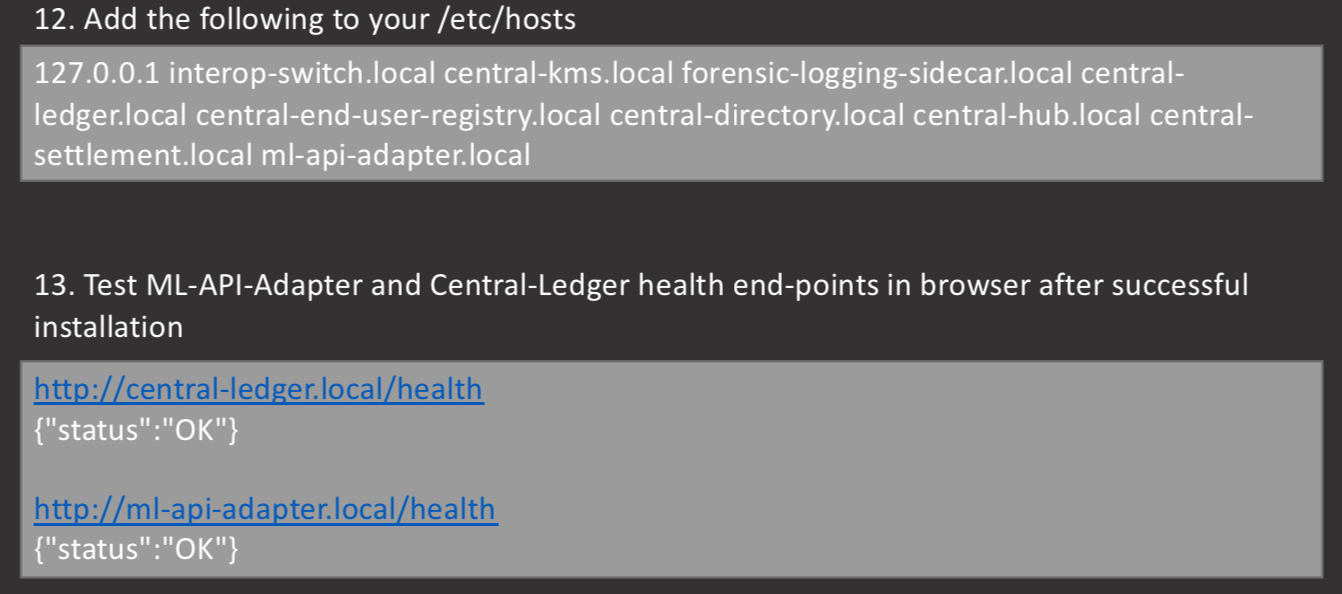 12. Add the following to your /etc/hosts
127.0.0.1 interop-switch.local central-kms.local forensic-logging-sidecar.local central-
ledger.local central-end-user-registry.local central-directory.local central-hub.local central-
settlement.local ml-api-adapter.local
13. Test ML-API-Adapter and Central-Ledger health end-points in browser after successful
installation
http://central-ledger.local/health
{"status":"OK"}
http://ml-api-adapter.local/health
{"status":"OK"}